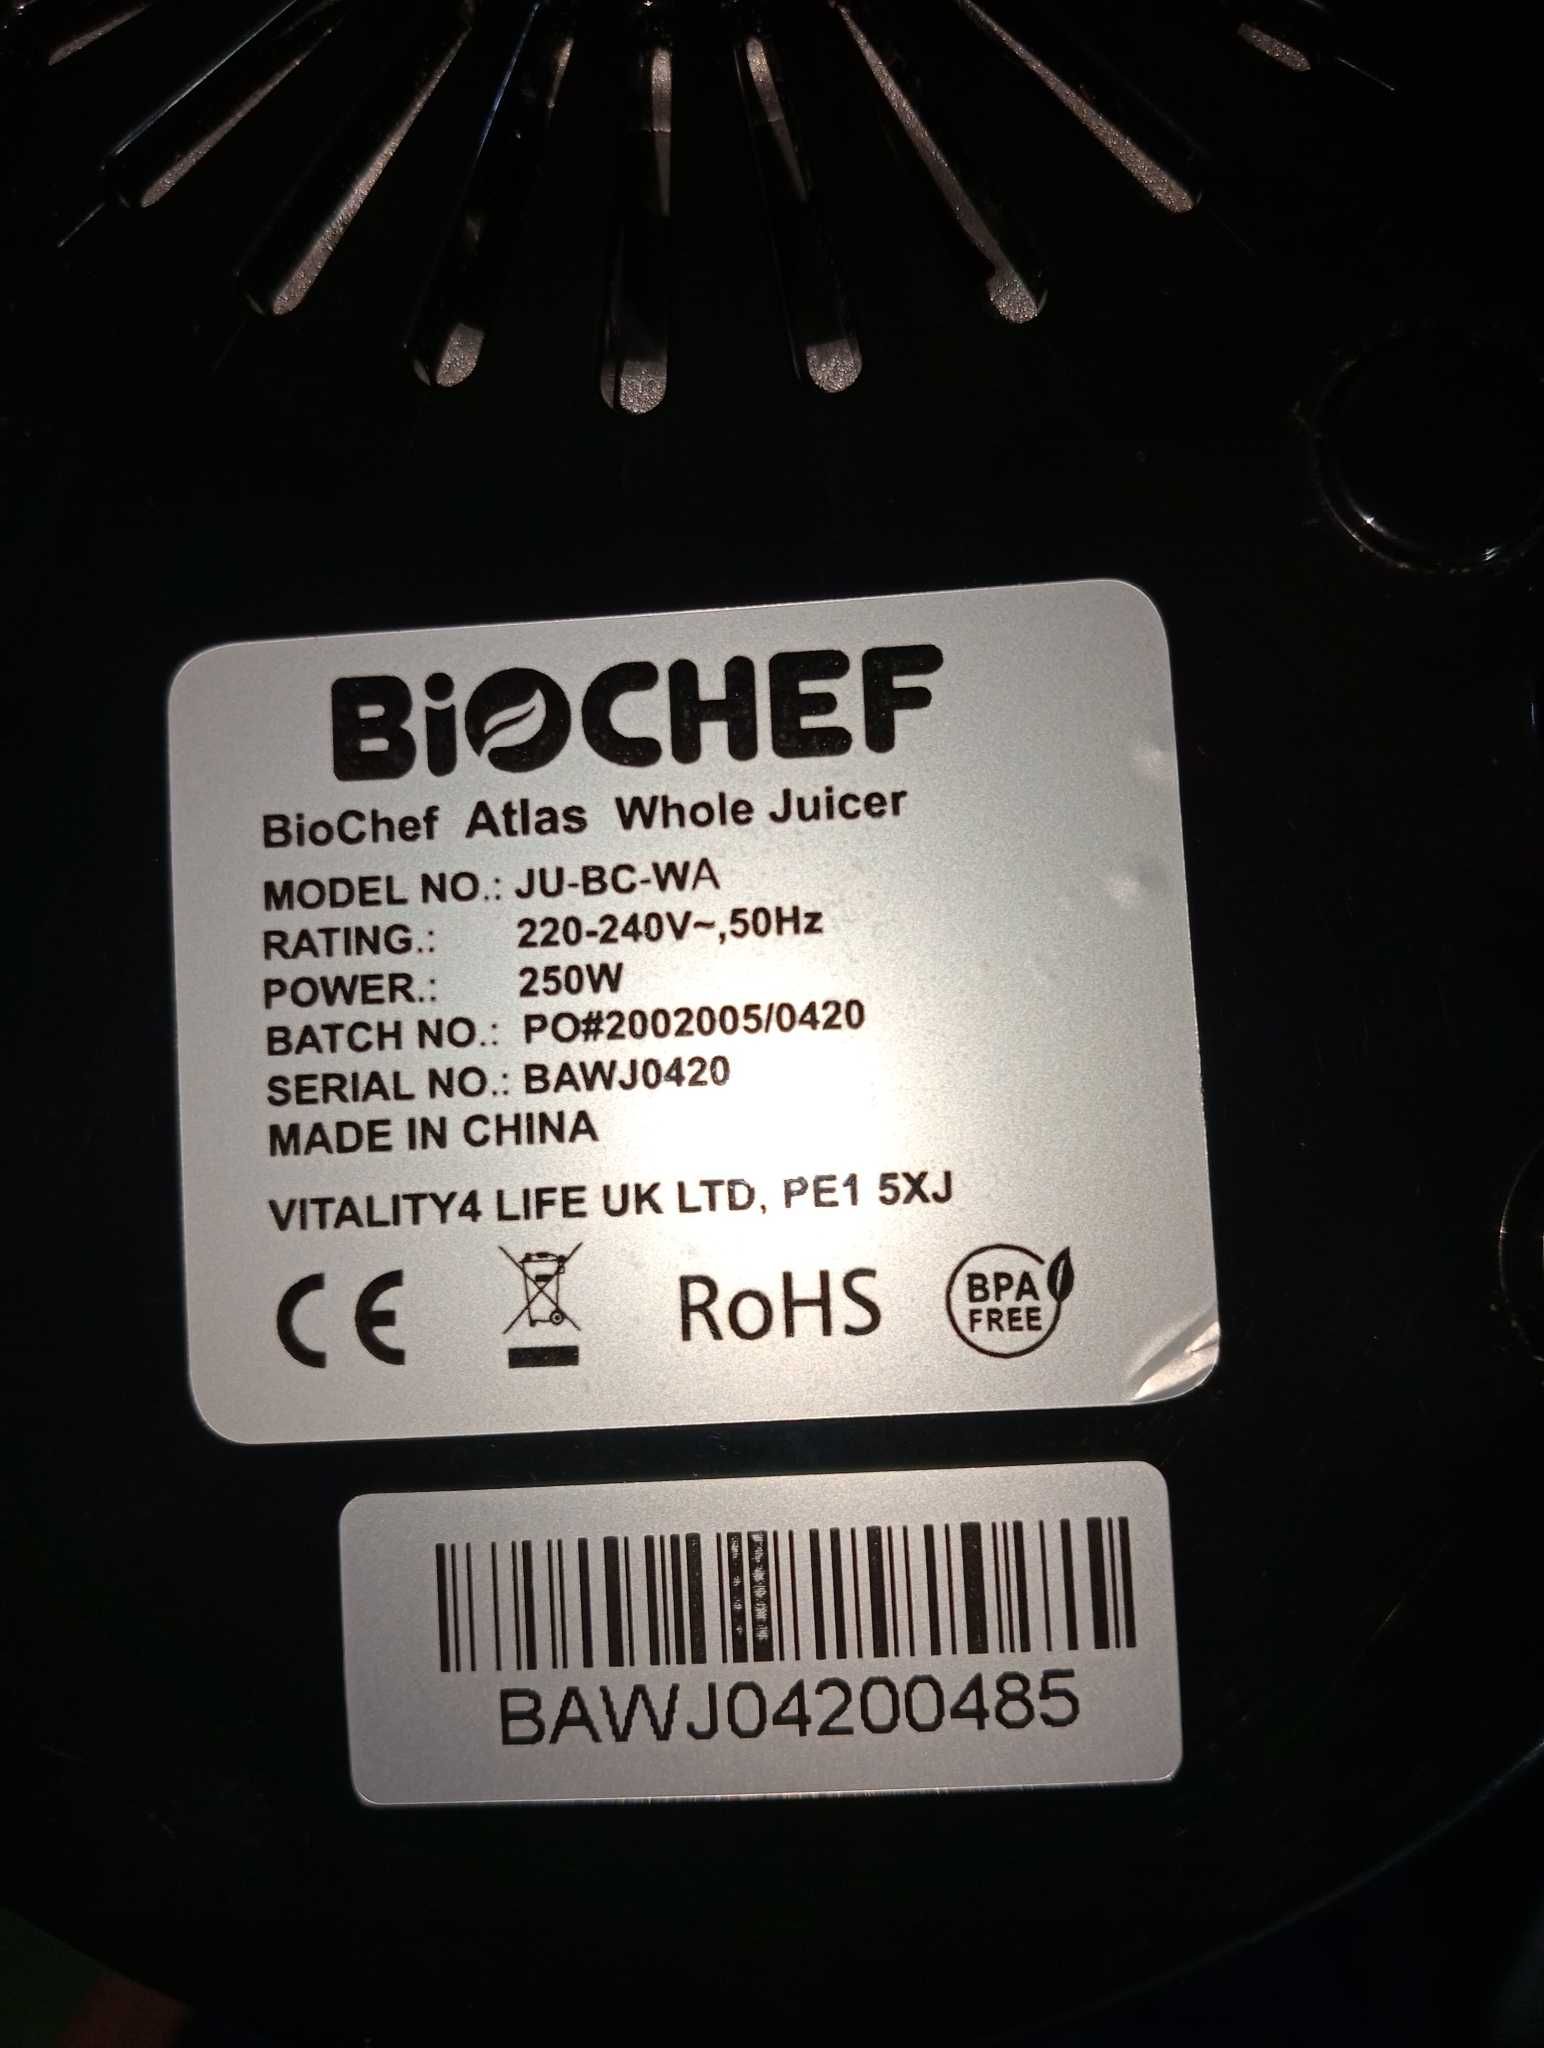 BiOCHEF
BioChef Atlas Whole Juicer
MODEL NO.: JU-BC-WA
RATING.: 220-240V~,50Hz
POWER.: 250W
BATCH NO.: PO#2002005/0420
SERIAL NO.: BAWJ0420
MADE IN CHINA
VITALITY4 LIFE UK LTD, PE1 5XJ
CE
RoHS
BPA
FREE
BAWJ04200485